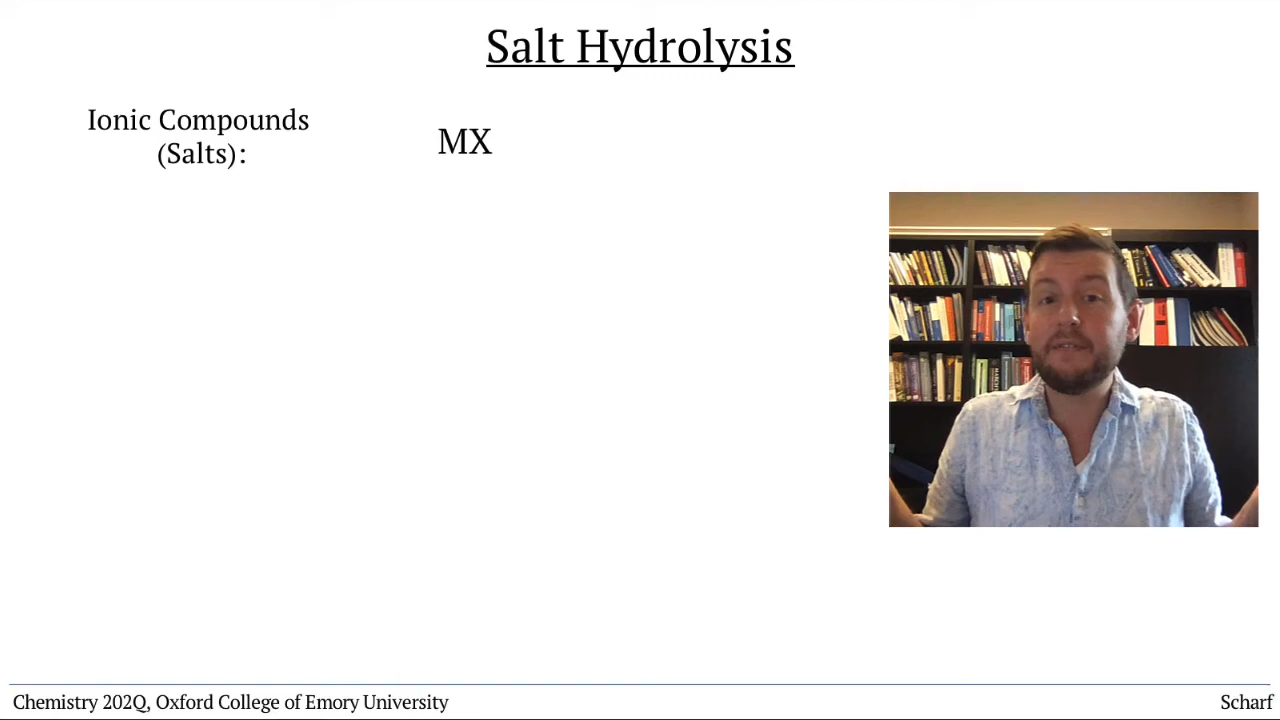 Salt Hydrolysis
Ionic Compounds
(Salts):
MX
Chemistry 202Q, Oxford College of Emory University
Scharf